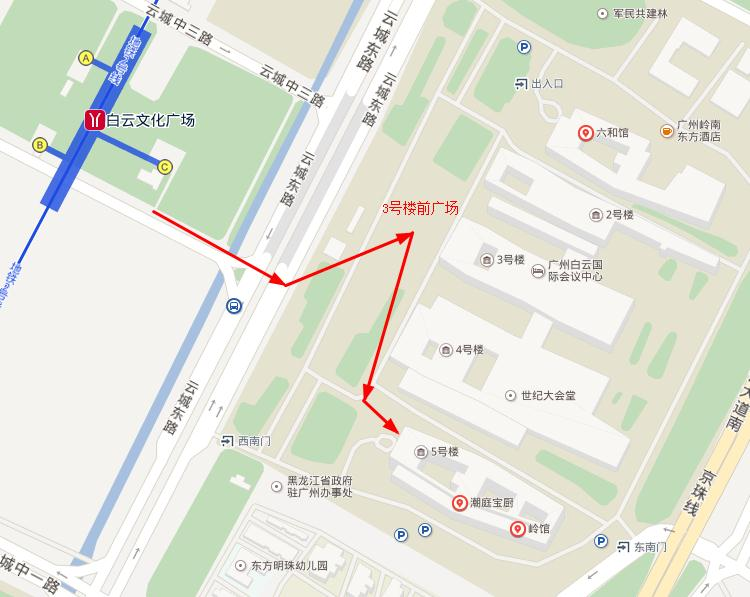 军民共建林
云城中三路
云城东路
P
A
出入口
云城中三路
云城东路
六和馆
广州岭南
东方酒店
白云文化广场
B
C
云城东路
3号楼前广场
2号楼
3号楼
广州白云国
际会议中心
4号楼
世纪大会堂
云城东路
大道南
西南门
5号楼
京珠线
黑龙江省政府
驻广州办事处
潮庭宝厨
岭馆
P
P
P
东南门
东方明珠幼儿园
城中一路